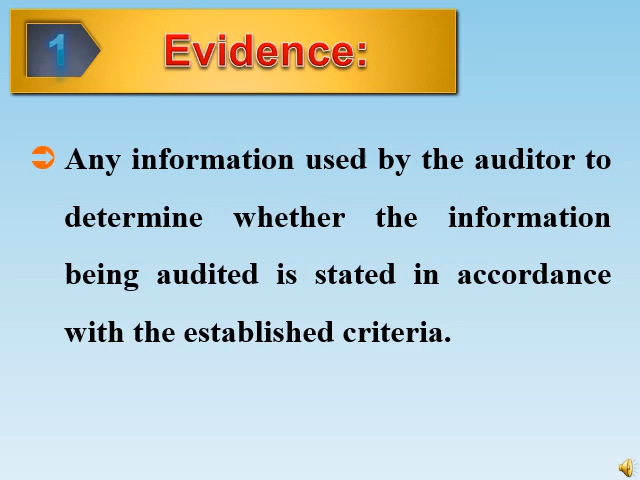 1
Evidence:
Any information used by the auditor to
determine whether the information
being audited is stated in accordance
with the established criteria.